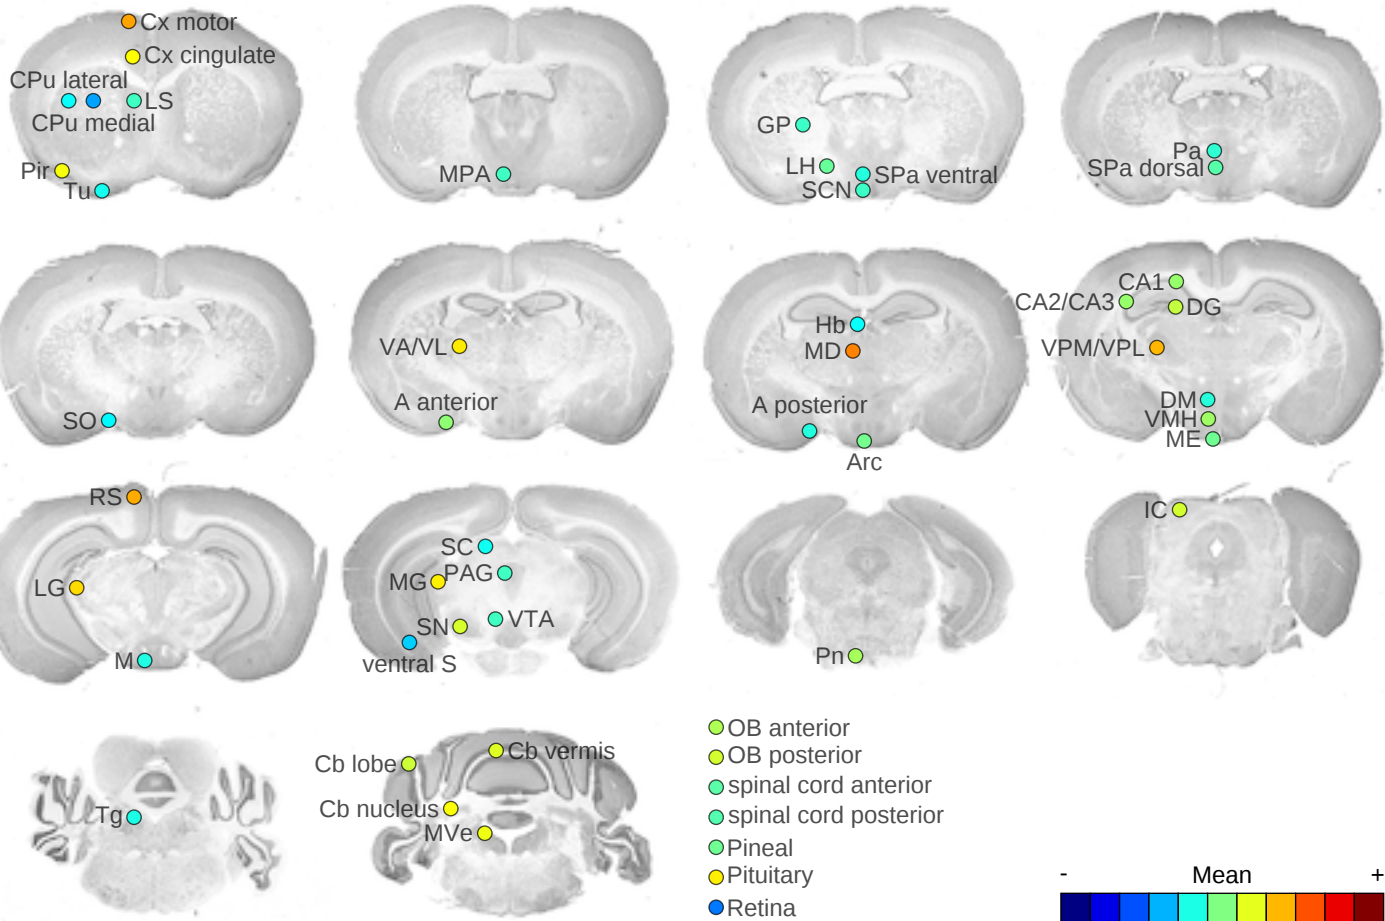 Cx motor
Cx cingulate
CPu lateral
LS
CPu medial
Pir
Tu
MPA
GP
LH
SPa ventral
SCN
Pa
SPa dorsal
SO
VA/VL
A anterior
Hb
MD
A posterior
Arc
CA1
CA2/CA3
DG
VPM/VPL
DM
VMH
ME
RS
LG
M
SC
MG
PAG
SN
VTA
ventral S
Pn
IC
Tg
Cb lobe
Cb vermis
Cb nucleus
MVe
OB anterior
OB posterior
spinal cord anterior
spinal cord posterior
Pineal
Pituitary
Retina
- Mean +